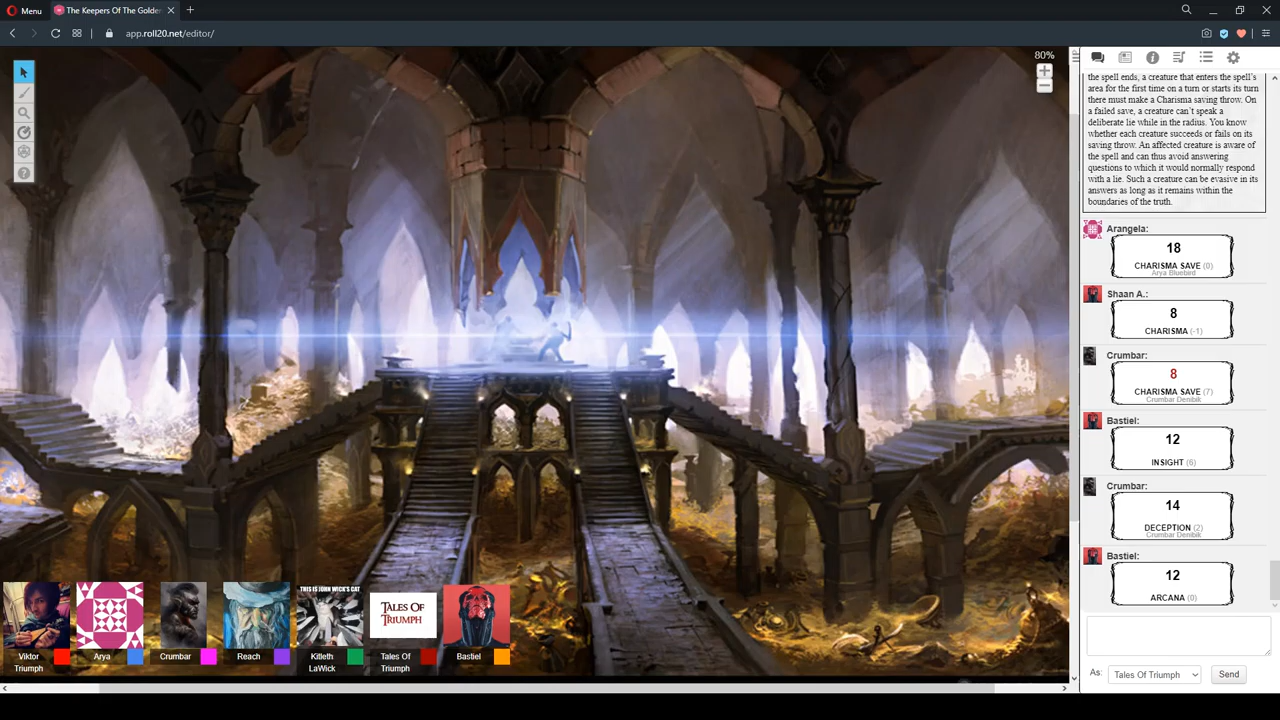 Menu
The Keepers Of The Golde
app.roll20.net/editor/
80%
the spell ends, a creature that enters the spell's
area for the first time on a turn or starts its turn
there must make a Charisma saving throw. On
a failed save, a creature can't speak a
deliberate lie while in the radius. You know
whether each creature succeeds or fails on its
saving throw. An affected creature is aware of
the spell and can thus avoid answering
questions to which it would normally respond
with a lie. Such a creature can be evasive in its
answers as long as it remains within the
boundaries of the truth.
Arangela:
18
CHARISMA SAVE (0)
Arya Bluebird
Shaan A.:
8
CHARISMA (-1)
Crumbar:
8
CHARISMA SAVE (7)
Crumbar Denibik
Bastiel:
12
INSIGHT (6)
Crumbar:
14
DECEPTION (2)
Crumbar Denibik
Bastiel:
12
ARCANA (0)
As:
Tales Of Triumph
Send
THIS IS JOHN WICK'S CAT
TALES OF
TRIUMPH
Viktor
Triumph
Arya
Crumbar
Reach
Kitleth
LaWick
Tales Of
Triumph
Bastiel